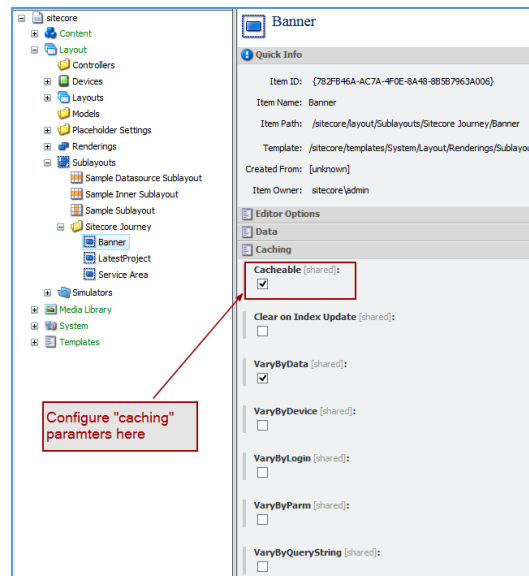 sitecore
Content
Layout
Controllers
Devices
Layouts
Models
Placeholder Settings
Renderings
Sublayouts
Sample Datasource Sublayout
Sample Inner Sublayout
Sample Sublayout
Sitecore Journey
Banner
LatestProject
Service Area
Simulators
Media Library
System
Templates
Configure "caching"
paramters here
Banner
Quick Info
Item ID: {782FB46A-AC7A-4F0E-8A48-8B5B7963A006}
Item Name: Banner
Item Path: /sitecore/layout/Sublayouts/Sitecore Journey/Banner
Template: /sitecore/templates/System/Layout/Renderings/Sublayou
Created From: [unknown]
Item Owner: sitecore\admin
Editor Options
Data
Caching
Cacheable [shared]:
Clear on Index Update [shared]:
VaryByData [shared]:
VaryByDevice [shared]:
VaryByLogin [shared]:
VaryByParm [shared]:
VaryByQueryString [shared]: